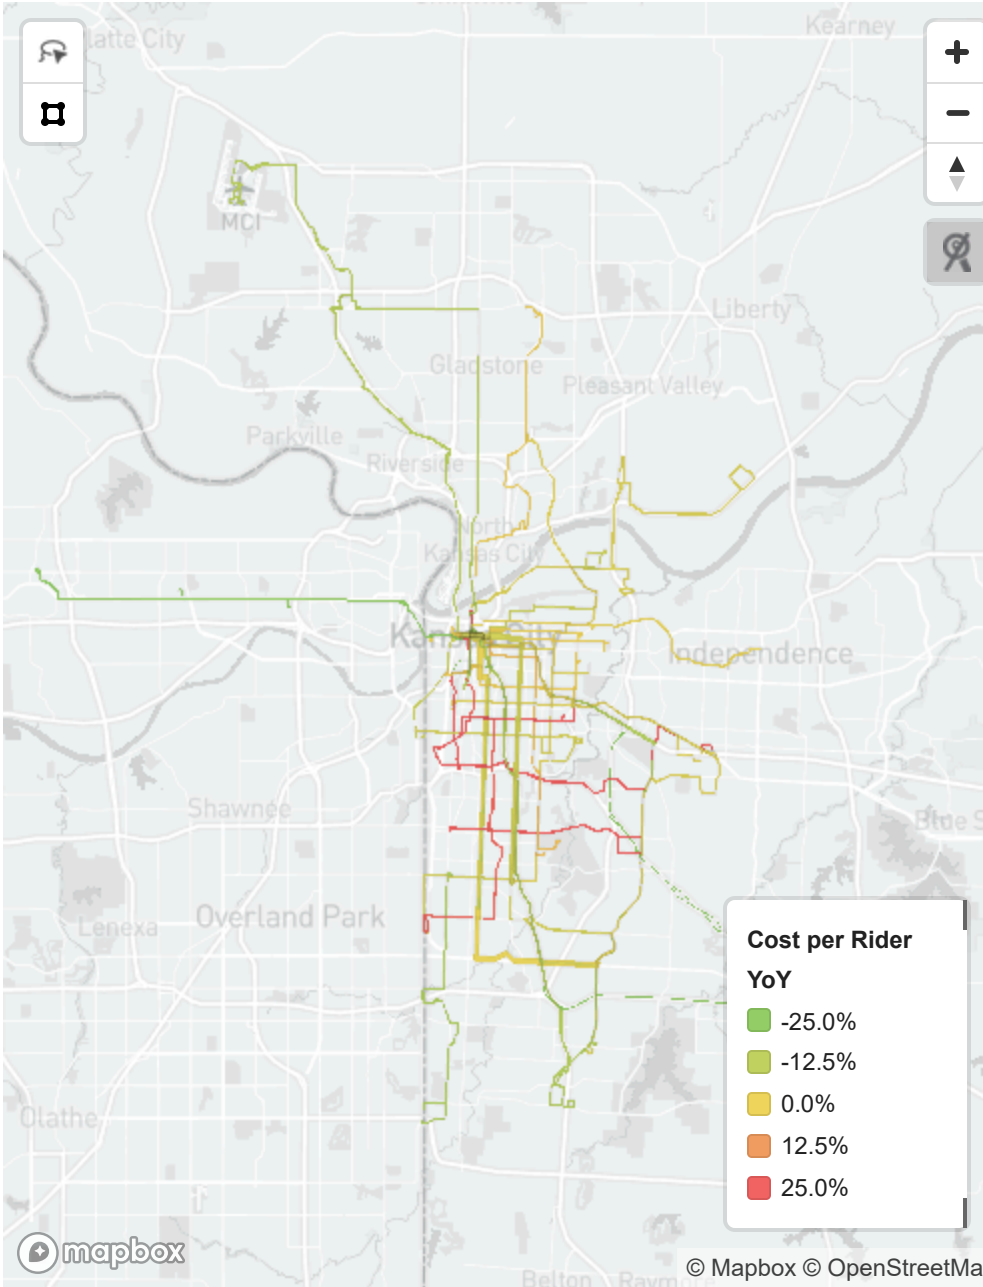 Platte City
Kearney
MCI
Liberty
Gladstone
Pleasant Valley
Parkville
Riverside
North
Kansas City
Kansas City
Independence
Shawnee
Blue S
Overland Park
Lenexa
Cost per Rider
YoY
-25.0%
-12.5%
0.0%
12.5%
25.0%
Olathe
mapbox
© Mapbox © OpenStreetMa
Belton
Raymore